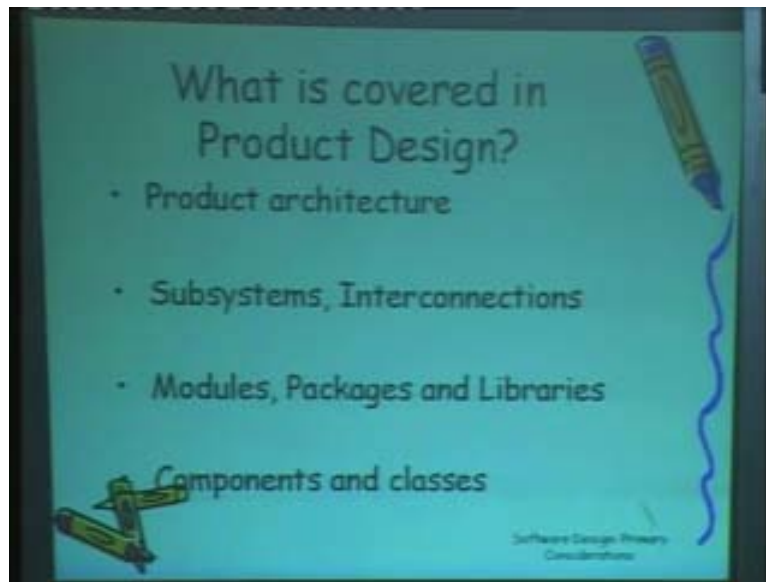 What is covered in
Product Design?
· Product architecture
· Subsystems, Interconnections
· Modules, Packages and Libraries
Components and classes
Software Design: Primary
Considerations